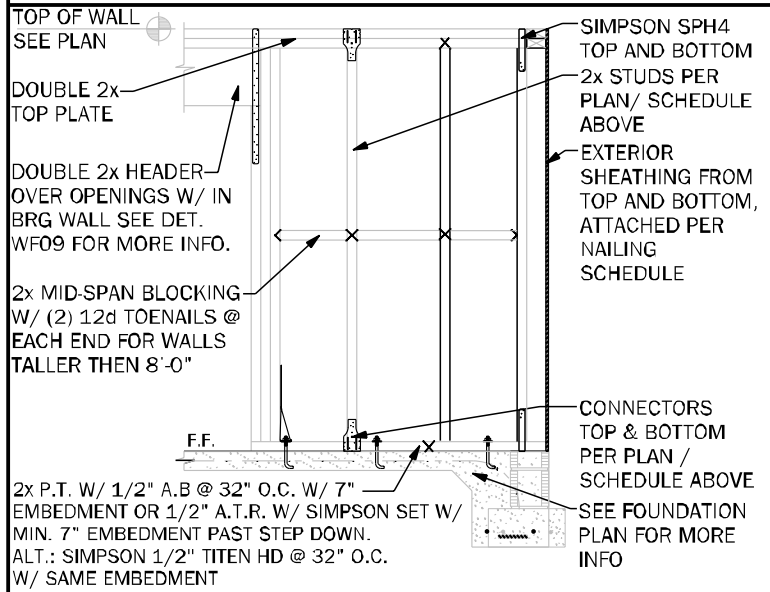 TOP OF WALL
SEE PLAN
DOUBLE 2x
TOP PLATE
DOUBLE 2x HEADER
OVER OPENINGS W/ IN
BRG WALL SEE DET.
WF09 FOR MORE INFO.
2x MID-SPAN BLOCKING
W/ (2) 12d TOENAILS @
EACH END FOR WALLS
TALLER THEN 8'-0"
F.F.
2x P.T. W/ 1/2" A.B @ 32" O.C. W/ 7"
EMBEDMENT OR 1/2" A.T.R. W/ SIMPSON SET W/
MIN. 7" EMBEDMENT PAST STEP DOWN.
ALT.: SIMPSON 1/2" TITEN HD @ 32" O.C.
W/ SAME EMBEDMENT
SIMPSON SPH4
TOP AND BOTTOM
2x STUDS PER
PLAN/ SCHEDULE
ABOVE
EXTERIOR
SHEATHING FROM
TOP AND BOTTOM,
ATTACHED PER
NAILING
SCHEDULE
CONNECTORS
TOP & BOTTOM
PER PLAN /
SCHEDULE ABOVE
SEE FOUNDATION
PLAN FOR MORE
INFO